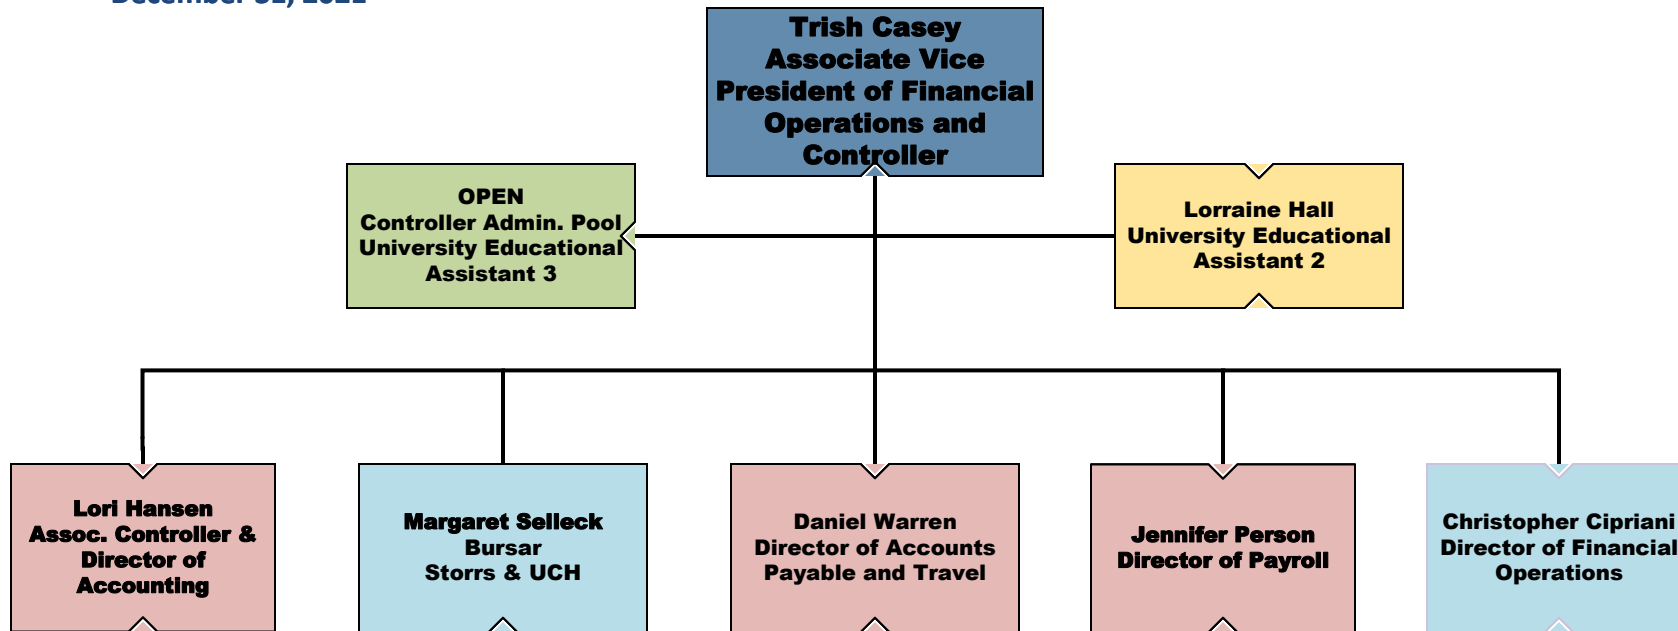 December 31,
Trish Casey
Associate Vice
President of Financial
Operations and
Controller
OPEN
Controller Admin. Pool
University Educational
Assistant 3
Lorraine Hall
University Educational
Assistant 2
Lori Hansen
Assoc. Controller &
Director of
Accounting
Margaret Selleck
Bursar
Storrs & UCH
Daniel Warren
Director of Accounts
Payable and Travel
Jennifer Person
Director of Payroll
Christopher Cipriani
Director of Financial
Operations